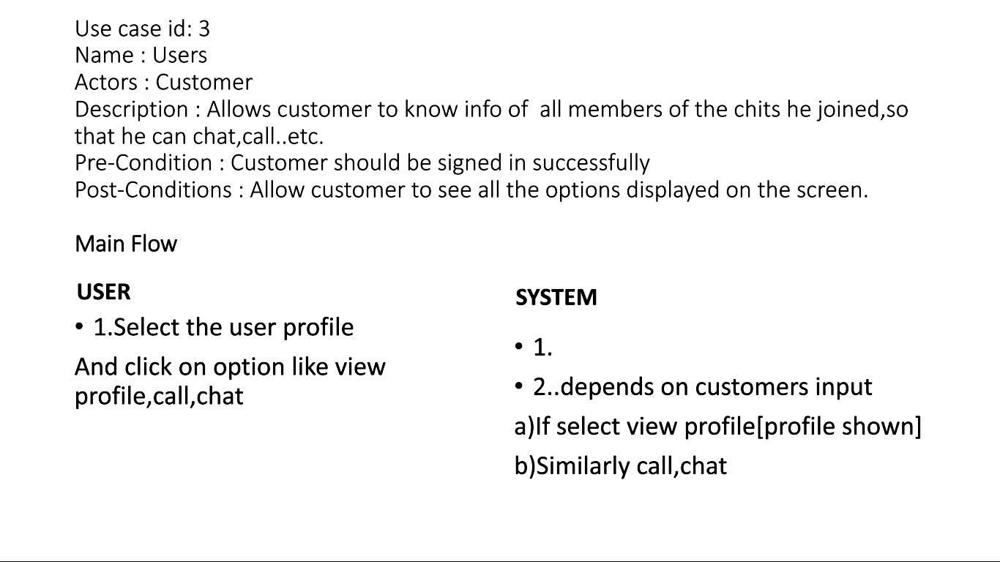 Use case id: 3
Name : Users
Actors : Customer
Description : Allows customer to know info of  all members of the chits he joined,so
that he can chat,call..etc.
Pre-Condition : Customer should be signed in successfully
Post-Conditions : Allow customer to see all the options displayed on the screen.
Main Flow
USER
• 1.Select the user profile
And click on option like view
profile,call,chat
SYSTEM
• 1.
• 2..depends on customers input
a)If select view profile[profile shown]
b)Similarly call,chat